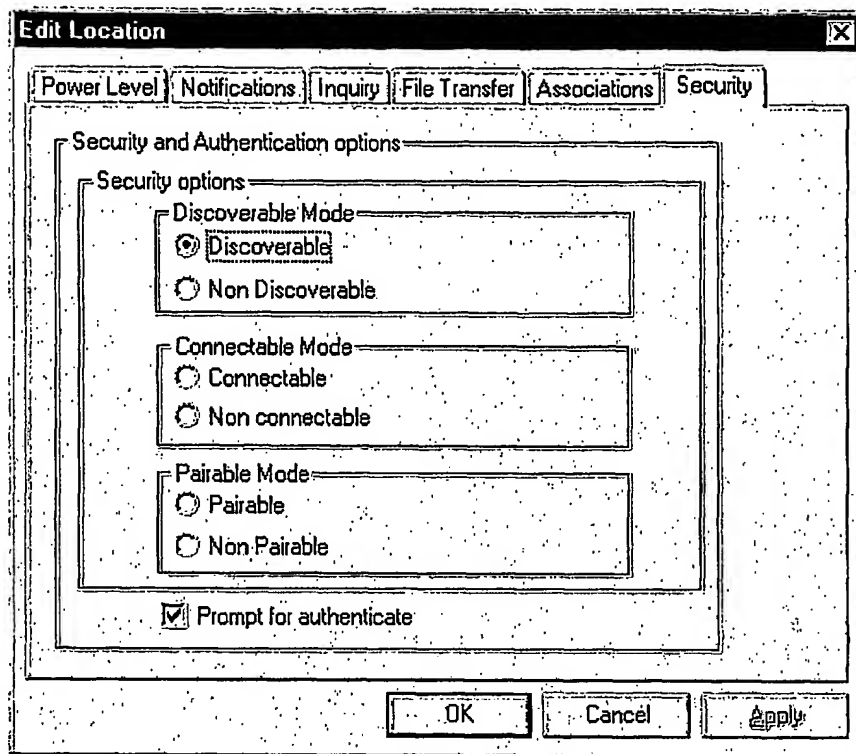 Edit Location
Power Level Notifications Inquiry File Transfer Associations Security
Security and Authentication options
Security options
Discoverable Mode
Discoverable
Non Discoverable
Connectable Mode
Connectable
Non connectable
Pairable Mode
Pairable
Non Pairable
Prompt for authenticate
OK Cancel Apply